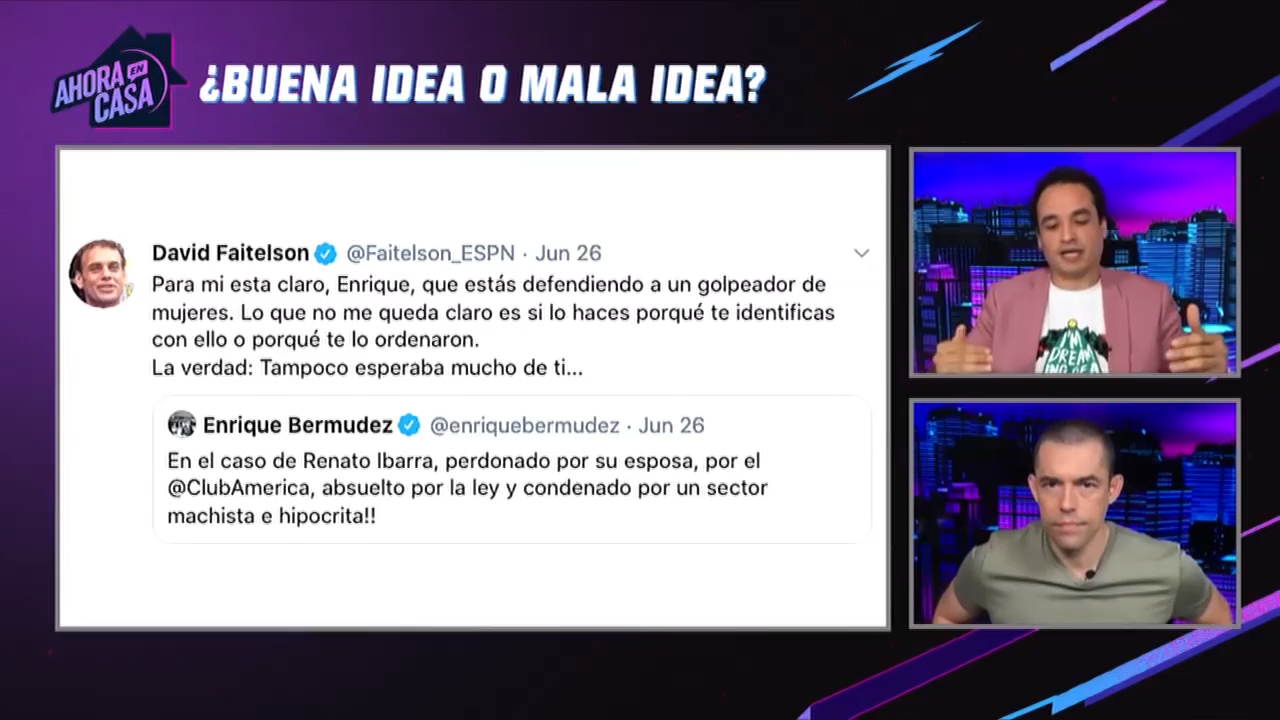 AHORA EN
CASA
¿BUENA IDEA O MALA IDEA?
David Faitelson @Faitelson_ESPN · Jun 26
Para mi esta claro, Enrique, que estás defendiendo a un golpeador de
mujeres. Lo que no me queda claro es si lo haces porqué te identificas
con ello o porqué te lo ordenaron.
La verdad: Tampoco esperaba mucho de ti...
Enrique Bermudez @enriquebermudez · Jun 26
En el caso de Renato Ibarra, perdonado por su esposa, por el
@ClubAmerica, absuelto por la ley y condenado por un sector
machista e hipocrita!!
I'M
DREAM
ING OF A